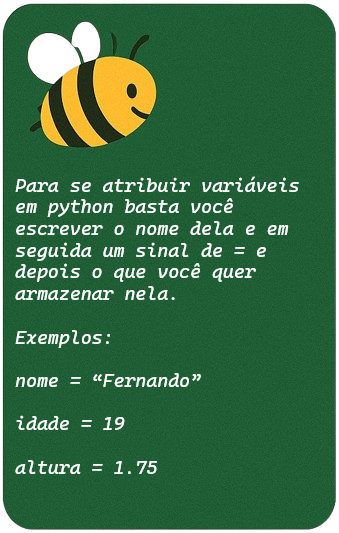 Para se atribuir variáveis
em python basta você
escrever o nome dela e em
seguida um sinal de = e
depois o que você quer
armazenar nela.
Exemplos:
nome = “Fernando”
idade = 19
altura = 1.75